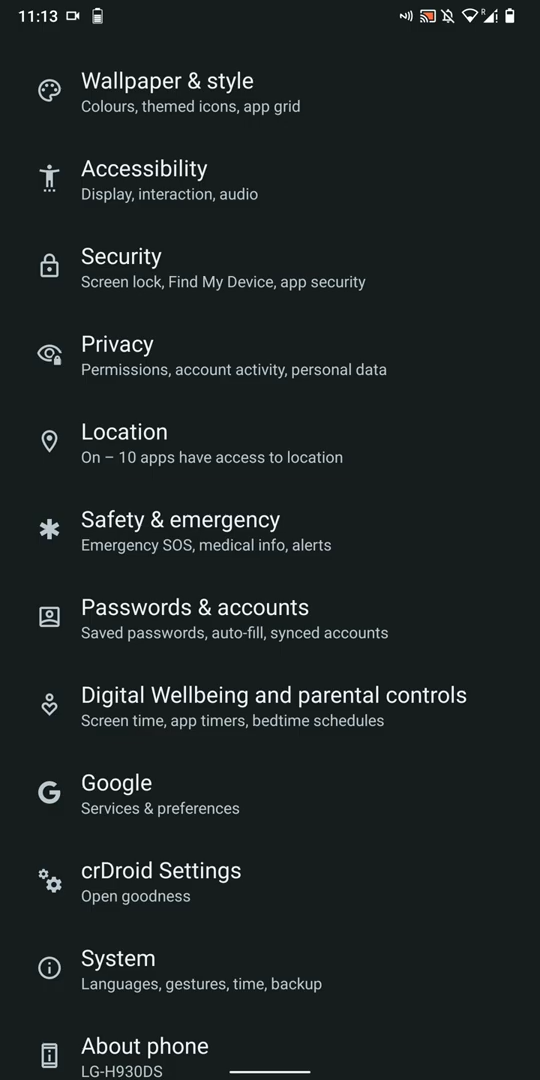 11:13
R
Wallpaper & style
Colours, themed icons, app grid
Accessibility
Display, interaction, audio
Security
Screen lock, Find My Device, app security
Privacy
Permissions, account activity, personal data
Location
On – 10 apps have access to location
Safety & emergency
Emergency SOS, medical info, alerts
Passwords & accounts
Saved passwords, auto-fill, synced accounts
Digital Wellbeing and parental controls
Screen time, app timers, bedtime schedules
Google
Services & preferences
crDroid Settings
Open goodness
System
Languages, gestures, time, backup
About phone
LG-H930DS